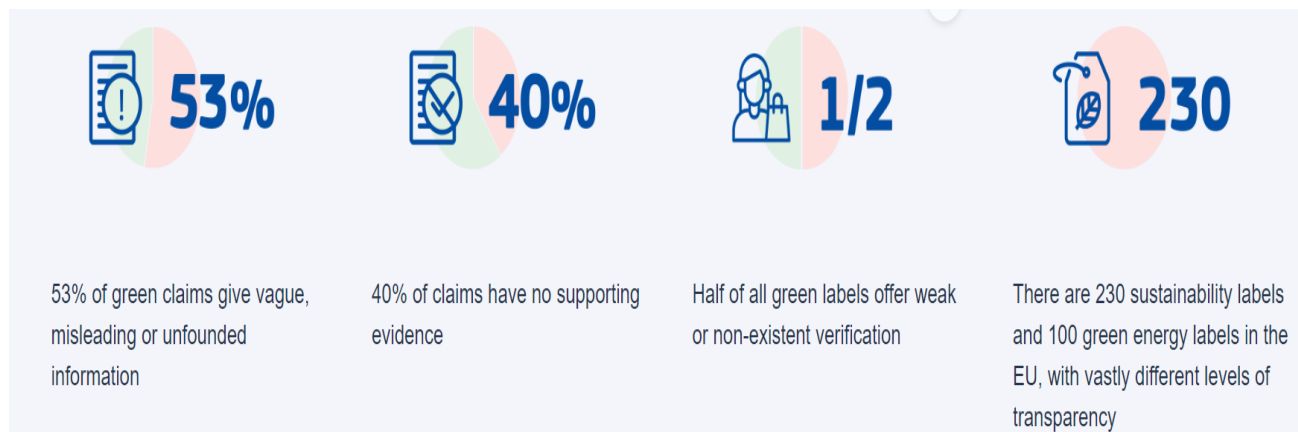 53%
40%
1/2
230
53% of green claims give vague,
misleading or unfounded
information
40% of claims have no supporting
evidence
Half of all green labels offer weak
or non-existent verification
There are 230 sustainability labels
and 100 green energy labels in the
EU, with vastly different levels of
transparency